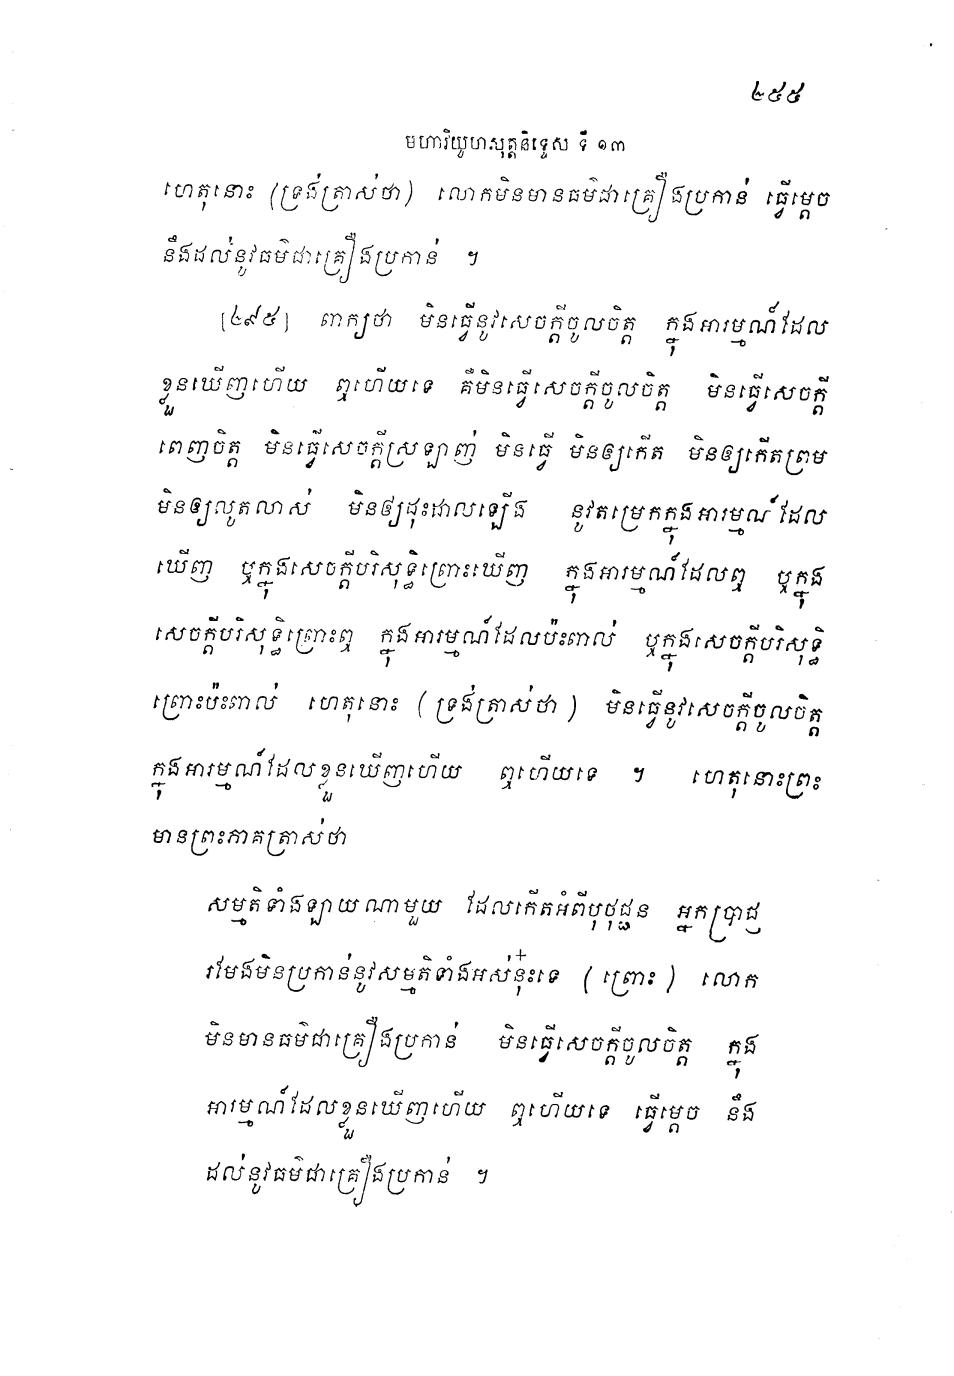 ២៥៥
មហាវិយូហសុត្តនិទ្ទេស ទី ១៣
ហេតុនោះ (ទ្រង់ត្រាស់ថា) លោកមិនមានធម៌ជាគ្រឿងប្រកាន់ ធ្វើម្តេច
នឹងដល់នូវធម៌ជាគ្រឿងប្រកាន់ ។
[៤៩៥] ពាក្យថា មិនធ្វើនូវសេចក្តីចូលចិត្ត ក្នុងអារម្មណ៍ដែល
ខ្លួនឃើញហើយ ឮហើយទេ គឺមិនធ្វើសេចក្តីចូលចិត្ត មិនធ្វើសេចក្តី
ពេញចិត្ត មិនធ្វើសេចក្តីស្រឡាញ់ មិនធ្វើ មិនឲ្យកើត មិនឲ្យកើតព្រម
មិនឲ្យលូតលាស់ មិនឲ្យដុះដាលឡើង នូវតម្រេកក្នុងអារម្មណ៍ដែល
ឃើញ ឬក្នុងសេចក្តីបរិសុទ្ធិព្រោះឃើញ ក្នុងអារម្មណ៍ដែលឮ ឬក្នុង
សេចក្តីបរិសុទ្ធិព្រោះឮ ក្នុងអារម្មណ៍ដែលប៉ះពាល់ ឬក្នុងសេចក្តីបរិសុទ្ធិ
ព្រោះប៉ះពាល់ ហេតុនោះ (ទ្រង់ត្រាស់ថា) មិនធ្វើនូវសេចក្តីចូលចិត្ត
ក្នុងអារម្មណ៍ដែលខ្លួនឃើញហើយ ឮហើយទេ ។ ហេតុនោះព្រះ
មានព្រះភាគត្រាស់ថា
សម្មតិទាំងឡាយណាមួយ ដែលកើតអំពីបុថុជ្ជន អ្នកប្រាជ្ញ
រមែងមិនប្រកាន់នូវសម្មតិទាំងអស់នុ៎ះទេ (ព្រោះ) លោក
មិនមានធម៌ជាគ្រឿងប្រកាន់ មិនធ្វើសេចក្តីចូលចិត្ត ក្នុង
អារម្មណ៍ដែលខ្លួនឃើញហើយ ឮហើយទេ ធ្វើម្តេច នឹង
ដល់នូវធម៌ជាគ្រឿងប្រកាន់ ។